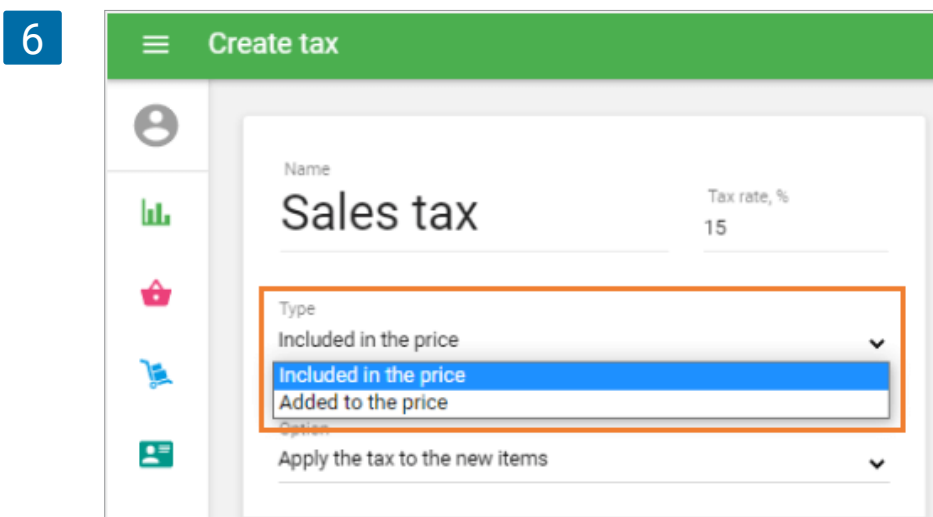 6
Create tax
Name
Sales tax
Tax rate, %
15
Type
Included in the price
Included in the price
Added to the price
Option
Apply the tax to the new items